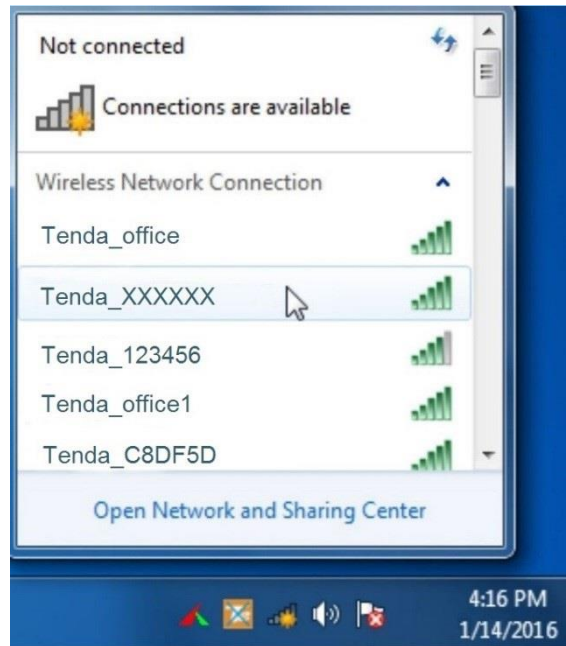 Not connected
Connections are available
Wireless Network Connection
Tenda_office
Tenda_XXXXXX
Tenda_123456
Tenda_office1
Tenda_C8DF5D
Open Network and Sharing Center
4:16 PM
1/14/2016